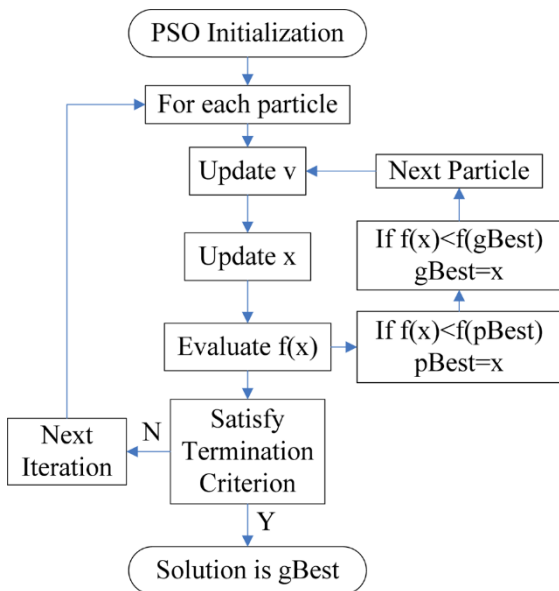 PSO Initialization
For each particle
Update v
Next Particle
Update x
If f(x)<f(gBest)
gBest=x
Evaluate f(x)
If f(x)<f(pBest)
pBest=x
Satisfy
Termination
Criterion
N
Next
Iteration
Y
Solution is gBest